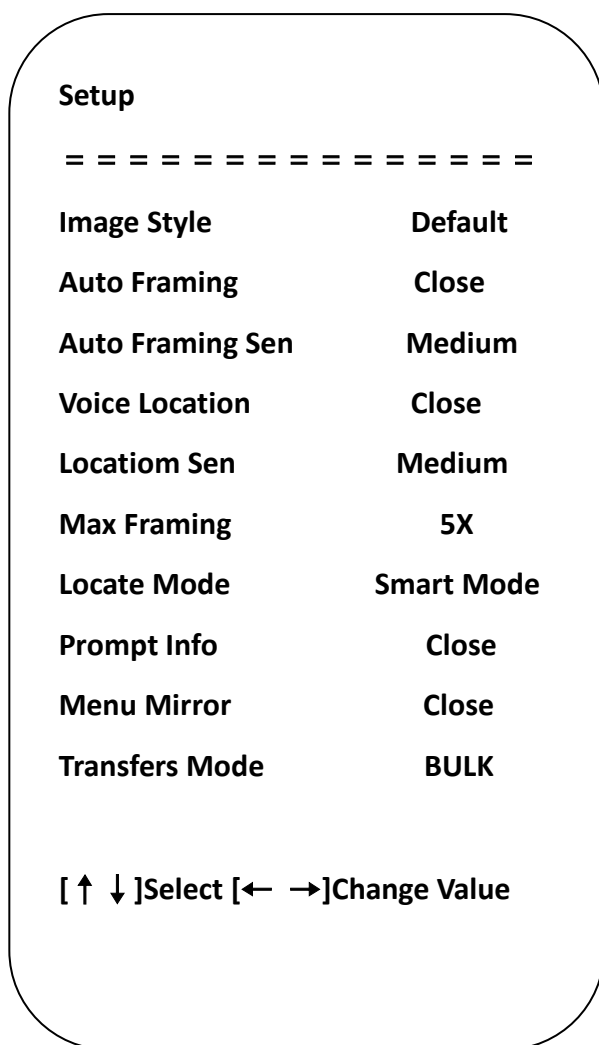 Setup
= = = = = = = = = = = = = = =
Image Style Default
Auto Framing Close
Auto Framing Sen Medium
Voice Location Close
Locatiom Sen Medium
Max Framing 5X
Locate Mode Smart Mode
Prompt Info Close
Menu Mirror Close
Transfers Mode BULK
[↑ ↓]Select [← →]Change Value